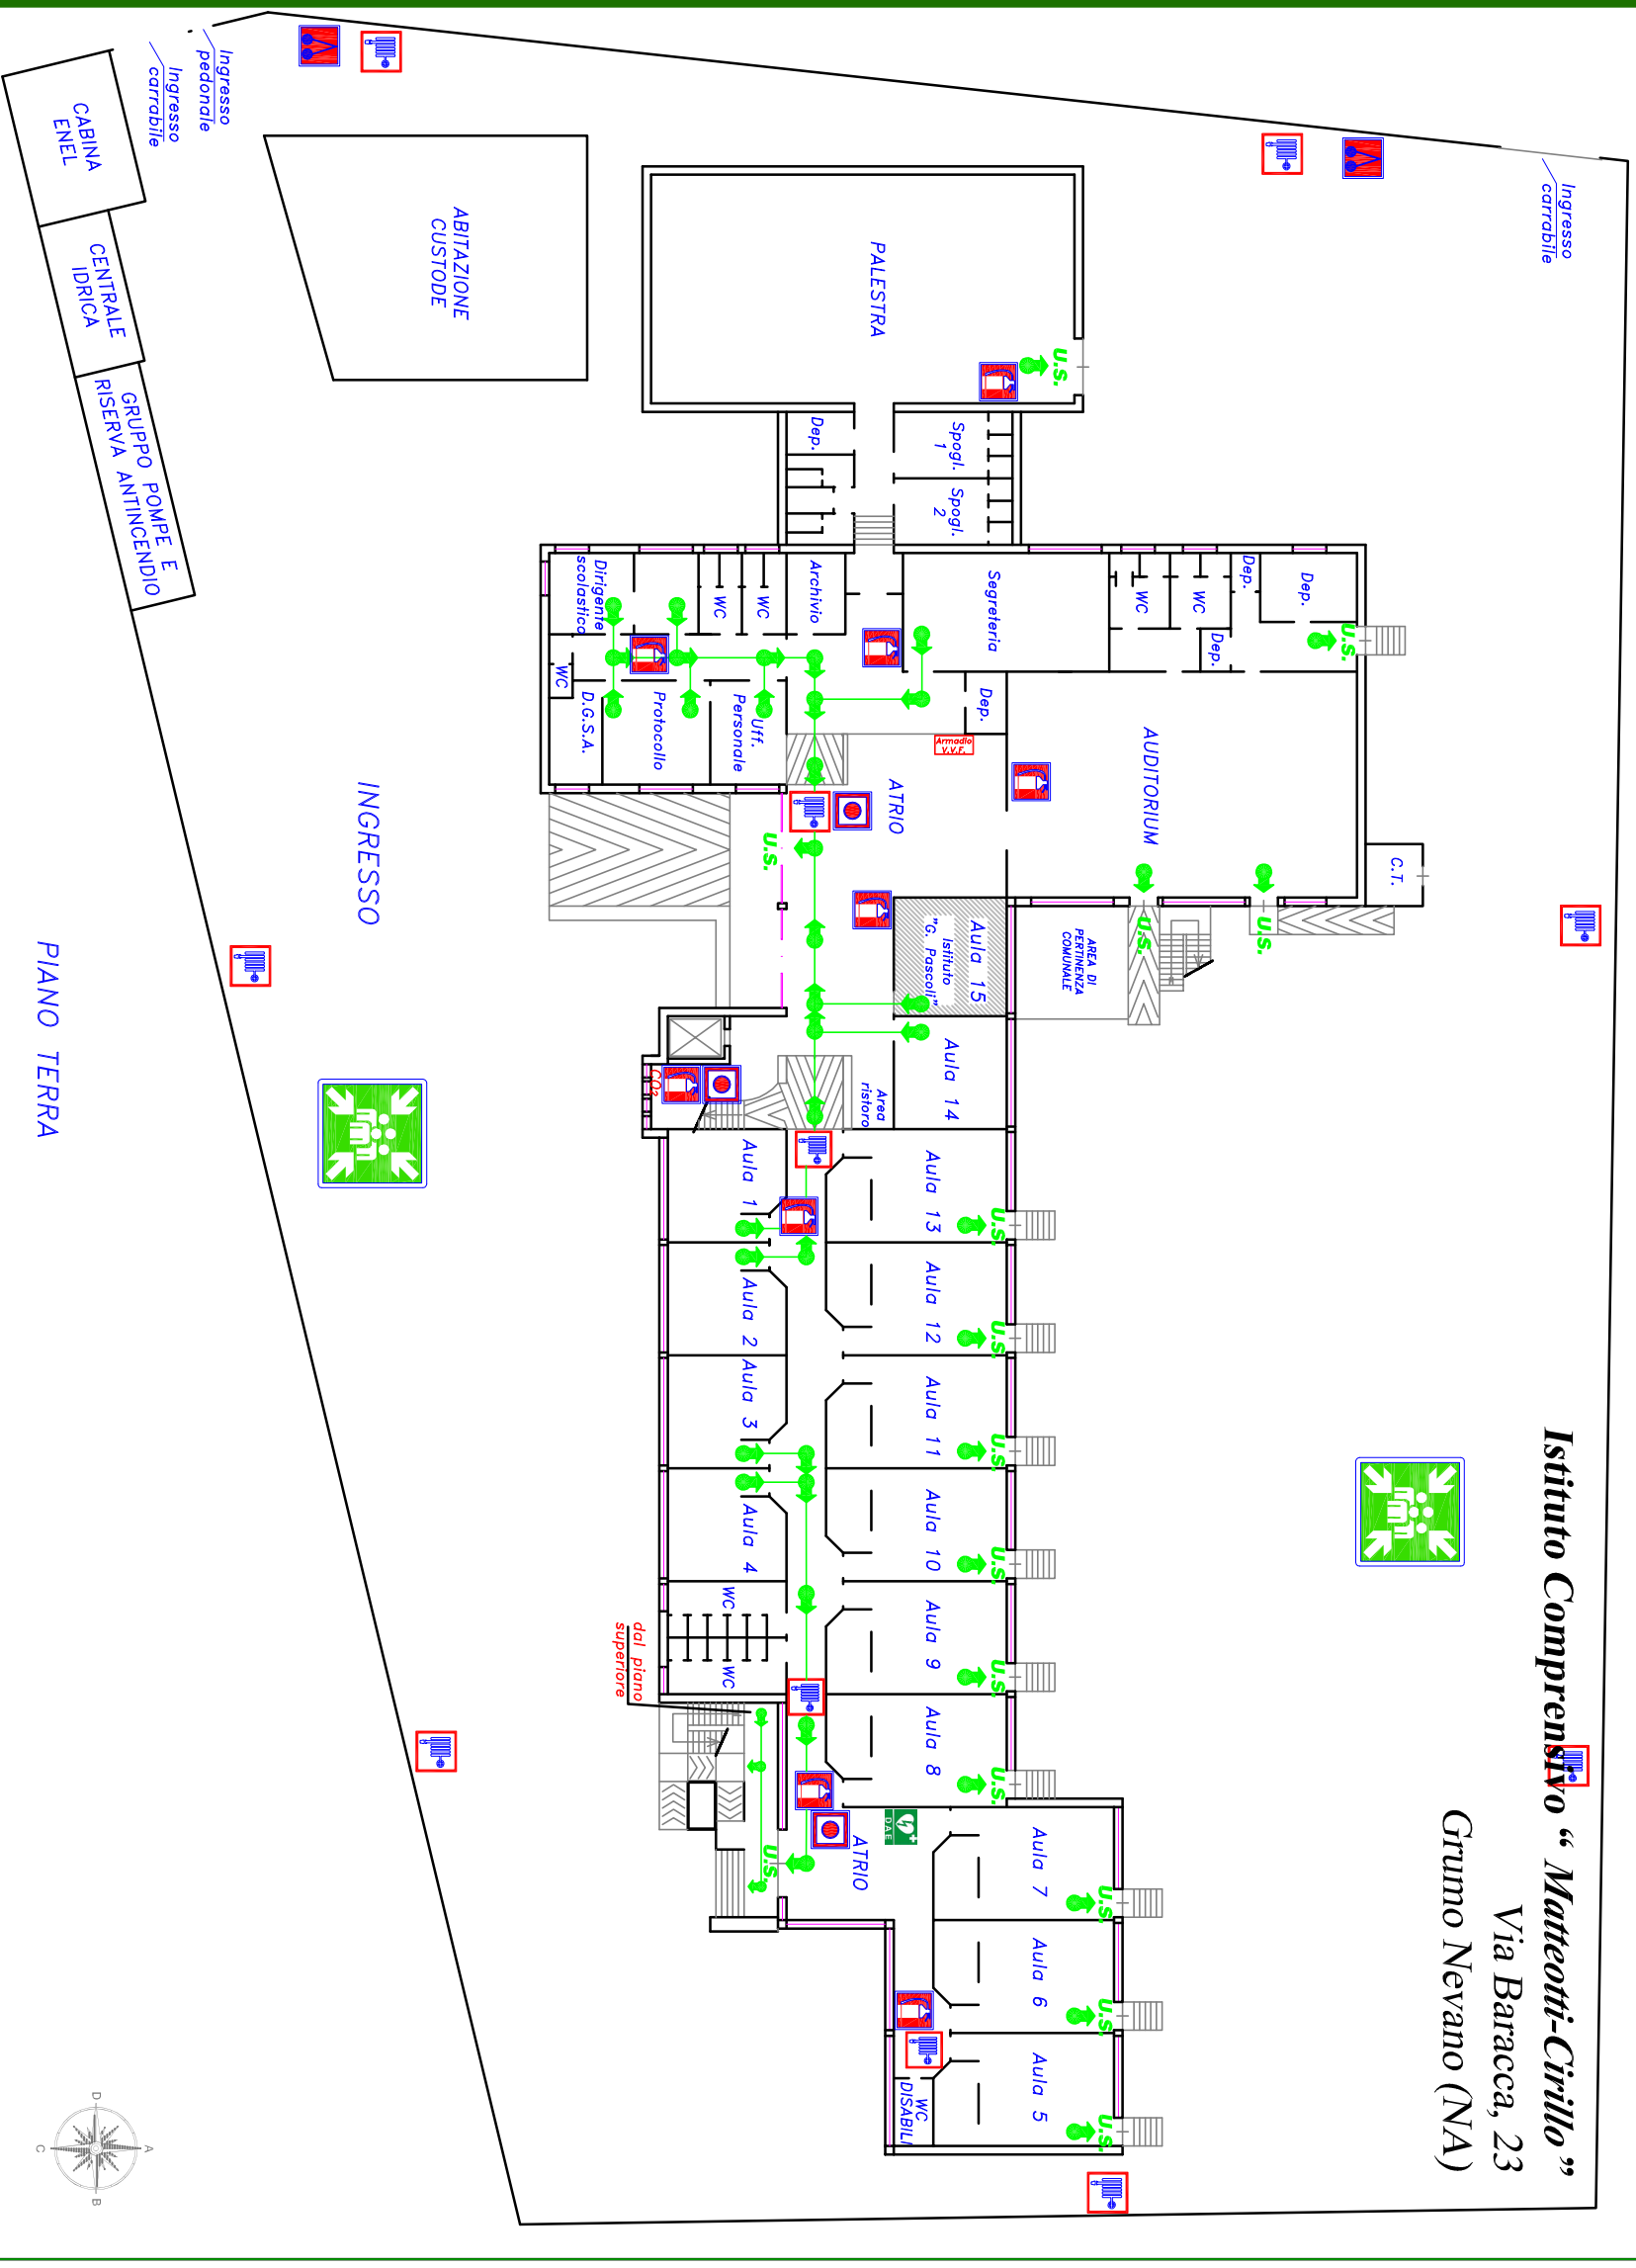 Istituto Comprensivo “ Matteotti-Cirillo ”
Via Baracca, 23
Grumo Nevano (NA)
Ingresso
carrabile
Ingresso
pedonale
Ingresso
carrabile
CABINA
ENEL
CENTRALE
IDRICA
GRUPPO POMPE E
RISERVA ANTINCENDIO
ABITAZIONE
CUSTODE
PALESTRA
U.S.
Dep.
Spogl.
1
Spogl.
2
Dep.
Dep.
U.S.
WC
WC
Dep.
Segreteria
Archivio
WC
WC
Dirigente
scolastico
WC
D.G.S.A.
Protocollo
Uff.
Personale
Dep.
Armadio
V.V.F.
AUDITORIUM
ATRIO
C.T.
U.S.
U.S.
U.S.
AREA DI
PERTINENZA
COMUNALE
Aula 15
Istituto
"G. Pascoli"
Aula 14
Area
ristoro
CO2
INGRESSO
PIANO TERRA
Aula 13
U.S.
Aula 12
U.S.
Aula 11
U.S.
Aula 10
U.S.
Aula 9
U.S.
Aula 8
U.S.
Aula 1
Aula 2
Aula 3
Aula 4
WC
WC
dal piano
superiore
U.S.
ATRIO
DAE
Aula 7
U.S.
Aula 6
U.S.
Aula 5
U.S.
WC
DISABILI
A
B
C
D